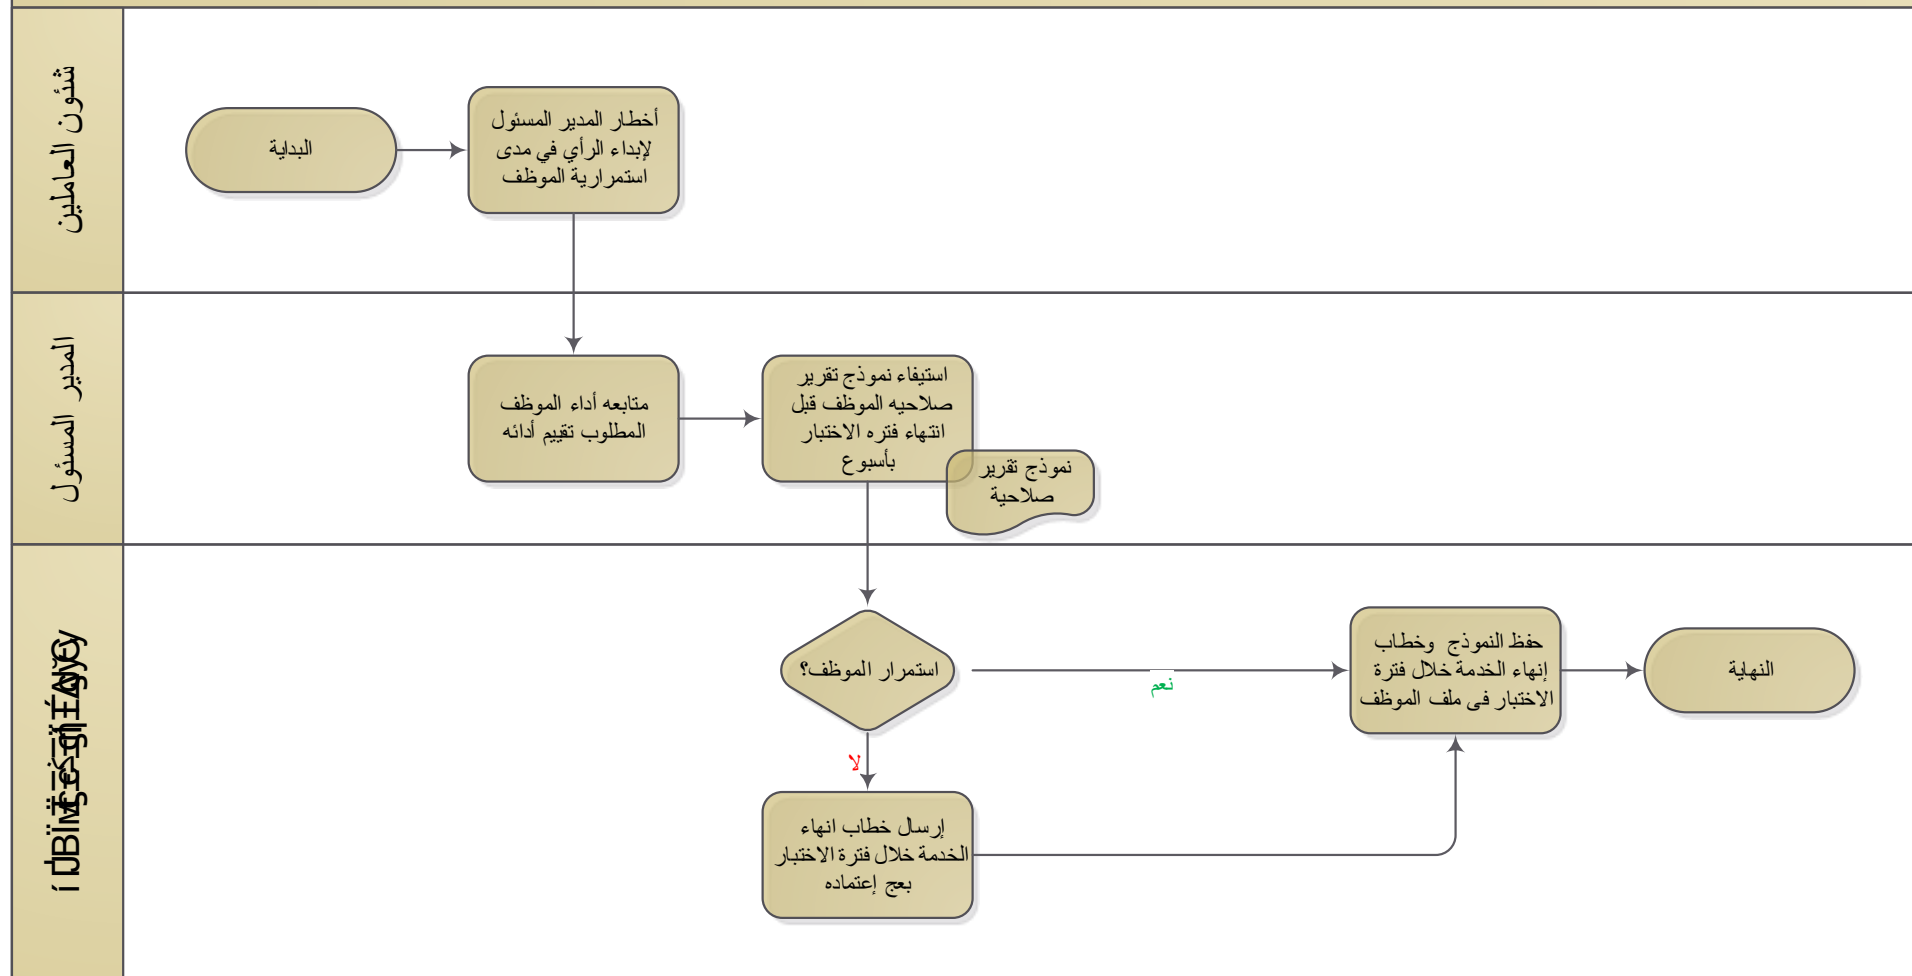 شئون العاملين
البداية
أخطار المدير المسئول
لإبداء الرأي في مدى
استمرارية الموظف
المدير المسئول
متابعه أداء الموظف
المطلوب تقييم أدائه
استيفاء نموذج تقرير
صلاحيه الموظف قبل
انتهاء فتره الاختبار
بأسبوع
نموذج تقرير
صلاحية
استمرار الموظف؟
نعم
لا
إرسال خطاب انهاء
الخدمة خلال فترة الاختبار
بعج إعتماده
حفظ النموذج وخطاب
إنهاء الخدمة خلال فترة
الاختبار فى ملف الموظف
النهاية